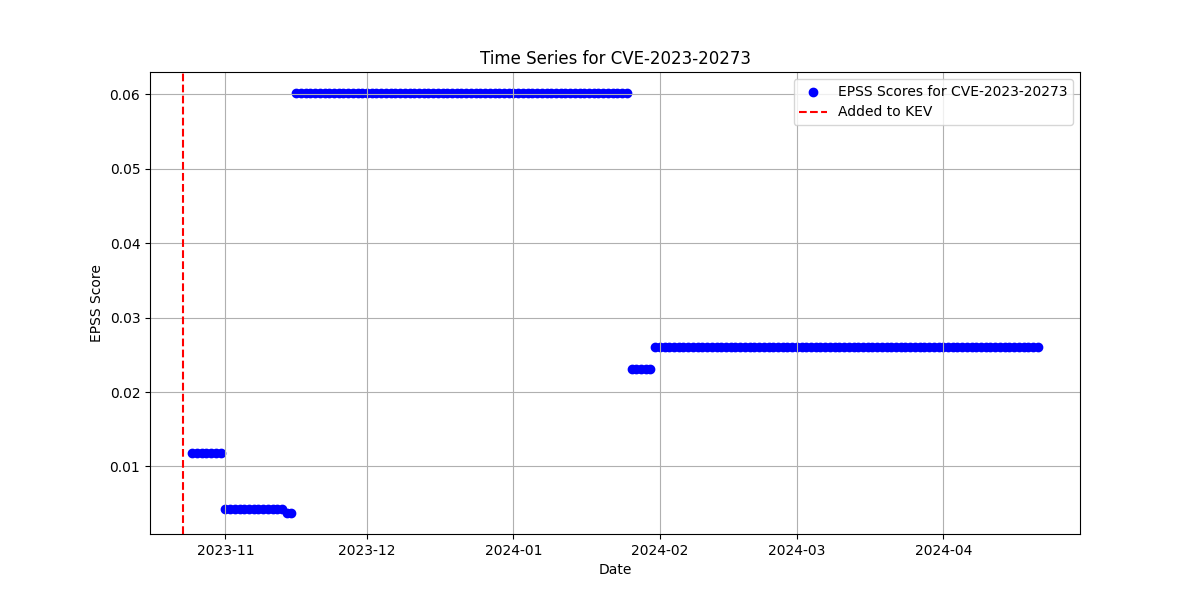 Time Series for CVE-2023-20273
EPSS Scores for CVE-2023-20273
Added to KEV
0.06
0.05
0.04
0.03
0.02
0.01
EPSS Score
2023-11
2023-12
2024-01
2024-02
2024-03
2024-04
Date